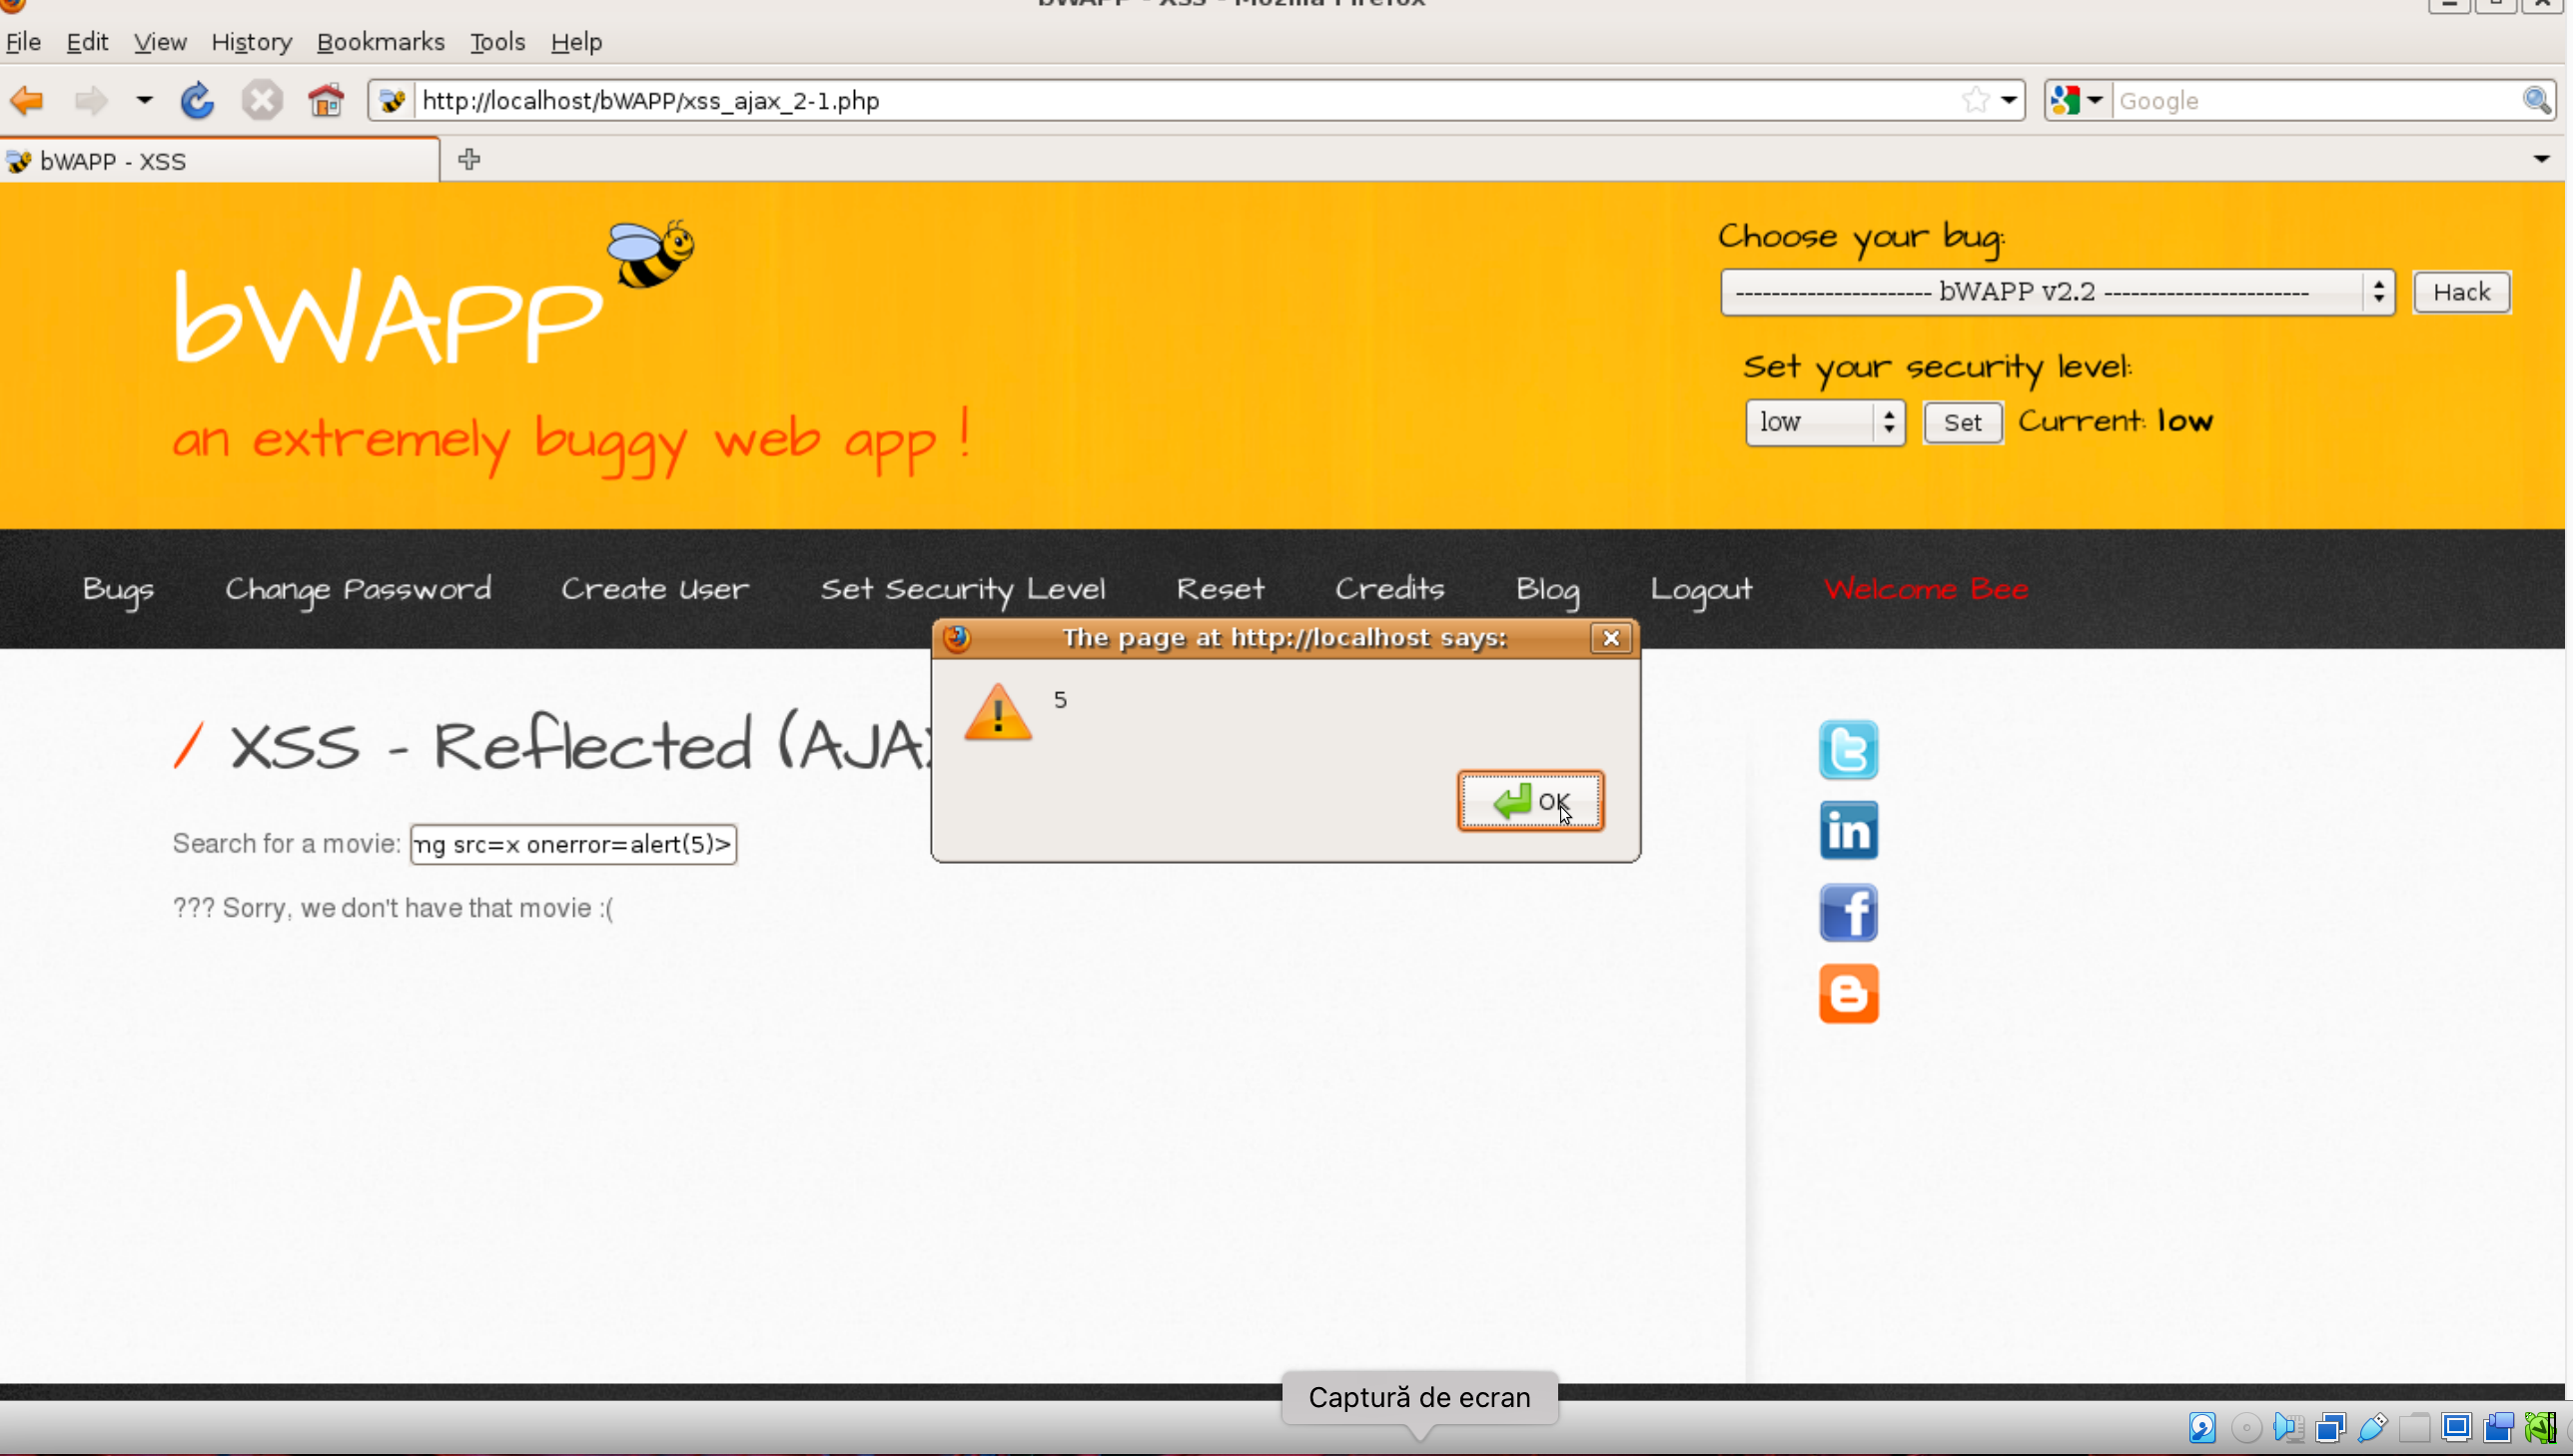 bWAPP - XSS - Mozilla Firefox
File Edit View History Bookmarks Tools Help
http://localhost/bWAPP/xss_ajax_2-1.php
Google
bWAPP - XSS
bWAPP
an extremely buggy web app !
Choose your bug:
---------------------- bWAPP v2.2 -----------------------
Hack
Set your security level:
low
Set
Current: low
Bugs Change Password Create User Set Security Level Reset Credits Blog Logout Welcome Bee
The page at http://localhost says:
5
OK
/ XSS - Reflected (AJA
Search for a movie: ng src=x onerror=alert(5)>
??? Sorry, we don't have that movie :(
Captură de ecran